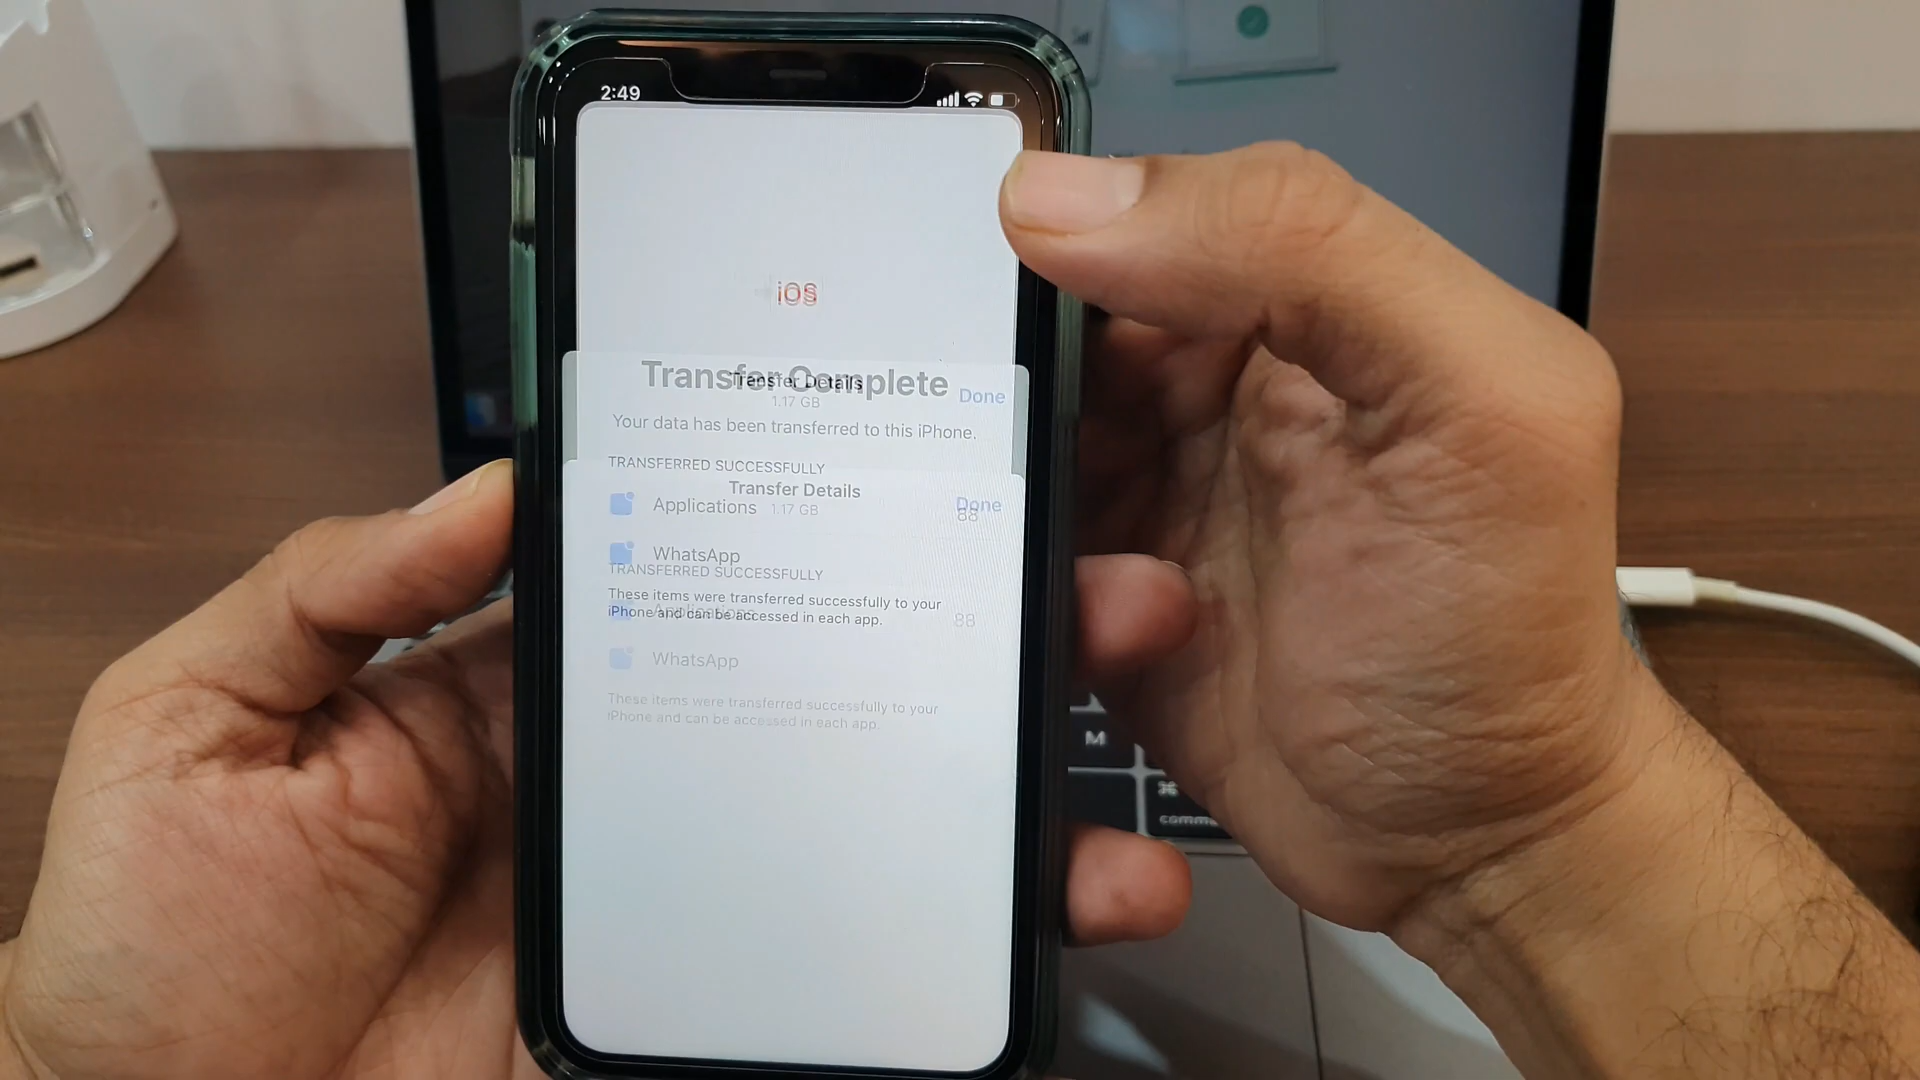 2:49
iOS
Transfer Complete
Transfer Details
1.17 GB
Done
Your data has been transferred to this iPhone.
TRANSFERRED SUCCESSFULLY
Transfer Details
Done
Applications
1.17 GB
88
WhatsApp
TRANSFERRED SUCCESSFULLY
These items were transferred successfully to your
iPhone and can be accessed in each app.
Applications
88
WhatsApp
These items were transferred successfully to your
iPhone and can be accessed in each app.
M
⌘